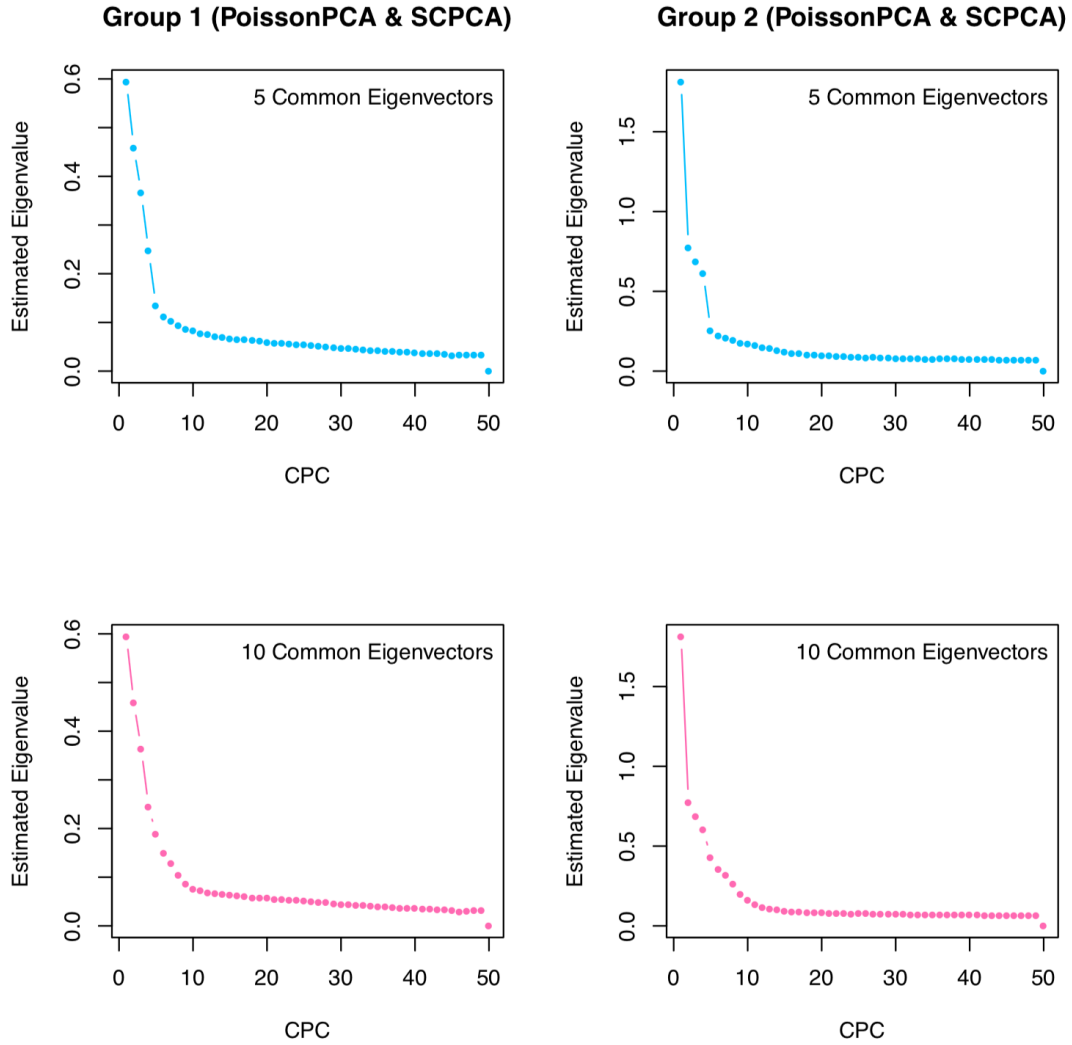 Group 1 (PoissonPCA & SCPCA)
5 Common Eigenvectors
Estimated Eigenvalue
0.6
0.4
0.2
0.0
0 10 20 30 40 50
CPC
Group 2 (PoissonPCA & SCPCA)
5 Common Eigenvectors
Estimated Eigenvalue
1.5
1.0
0.5
0.0
0 10 20 30 40 50
CPC
10 Common Eigenvectors
Estimated Eigenvalue
0.6
0.4
0.2
0.0
0 10 20 30 40 50
CPC
10 Common Eigenvectors
Estimated Eigenvalue
1.5
1.0
0.5
0.0
0 10 20 30 40 50
CPC